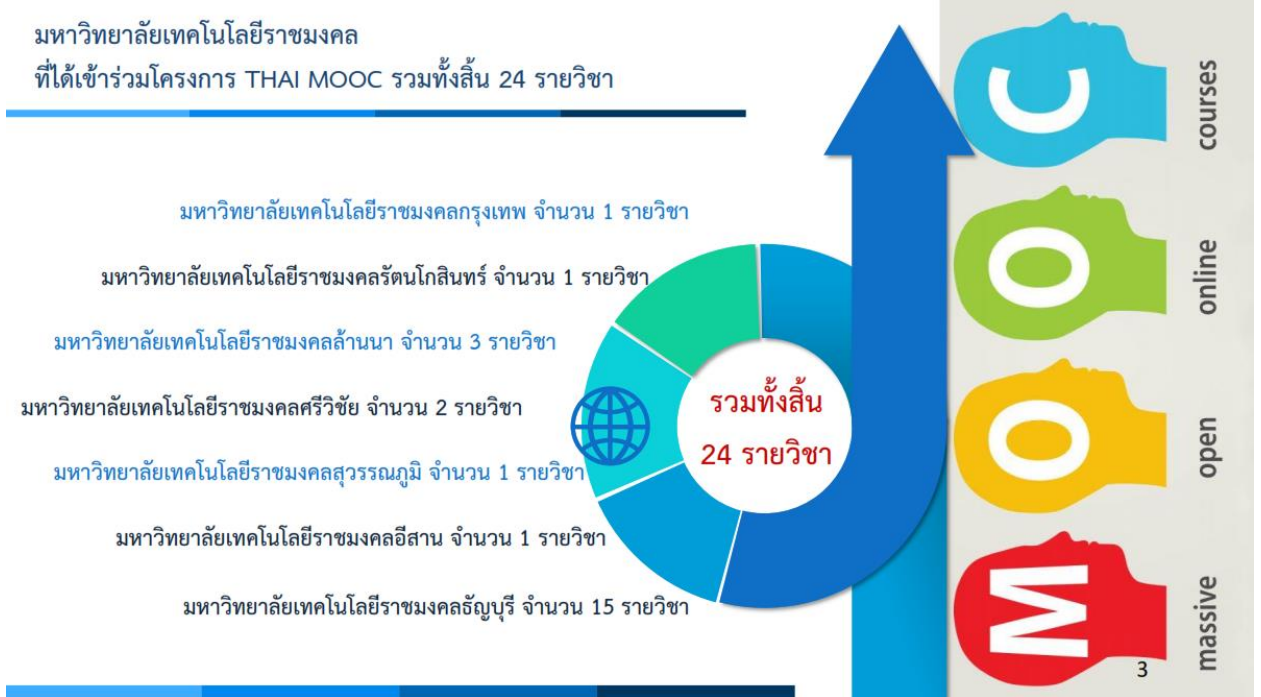 มหาวิทยาลัยเทคโนโลยีราชมงคล
ที่ได้เข้าร่วมโครงการ THAI MOOC รวมทั้งสิ้น 24 รายวิชา
มหาวิทยาลัยเทคโนโลยีราชมงคลกรุงเทพ จำนวน 1 รายวิชา
มหาวิทยาลัยเทคโนโลยีราชมงคลรัตนโกสินทร์ จำนวน 1 รายวิชา
มหาวิทยาลัยเทคโนโลยีราชมงคลล้านนา จำนวน 3 รายวิชา
มหาวิทยาลัยเทคโนโลยีราชมงคลศรีวิชัย จำนวน 2 รายวิชา
มหาวิทยาลัยเทคโนโลยีราชมงคลสุวรรณภูมิ จำนวน 1 รายวิชา
มหาวิทยาลัยเทคโนโลยีราชมงคลอีสาน จำนวน 1 รายวิชา
มหาวิทยาลัยเทคโนโลยีราชมงคลธัญบุรี จำนวน 15 รายวิชา
รวมทั้งสิ้น
24 รายวิชา
M O O C
massive open online courses
3